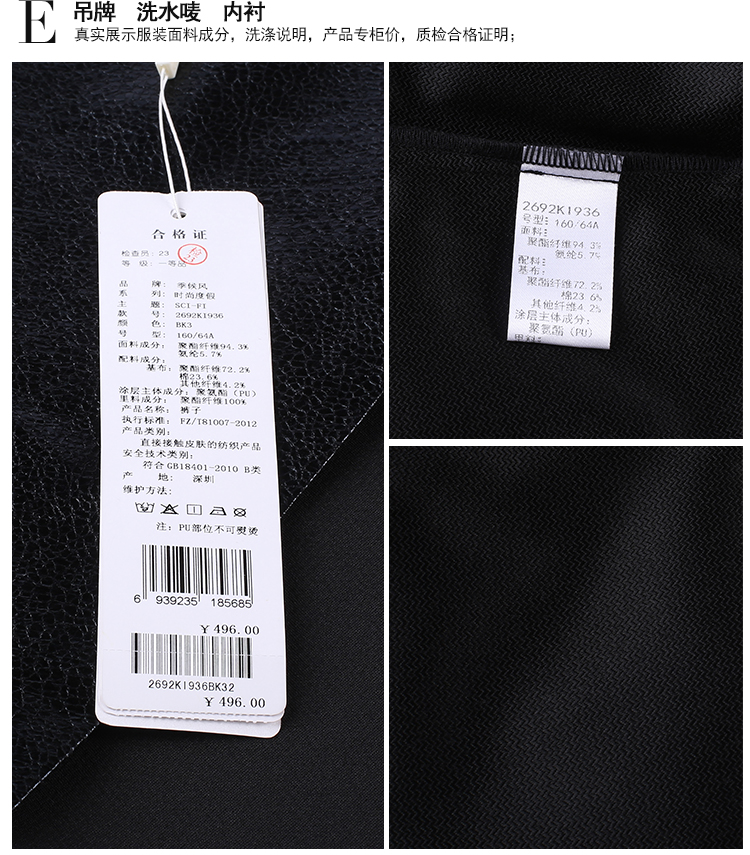 E 吊牌 洗水唛 内衬
真实展示服装面料成分，洗涤说明，产品专柜价，质检合格证明；
合格证
检查员：23
等 级：一等品
品 牌：季候风
系 列：时尚度假
主 题：SCI-FI
款 号：2692K1936
颜 色：BK3
号 型：160/64A
面料成分：聚酯纤维94.3%
氨纶5.7%
配料成分：
基布：聚酯纤维72.2%
棉23.6%
其他纤维4.2%
涂层主体成分：聚氨酯（PU）
里料成分：聚酯纤维100%
产品名称：裤子
执行标准：FZ/T81007-2012
产品类别：
直接接触皮肤的纺织产品
安全技术类别：
符合GB18401-2010 B类
产 地：深圳
维护方法：
注：PU部位不可熨烫
6 939235 185685
￥496.00
2692K1936BK32
￥496.00
2692K1936
号型：160/64A
面料：
聚酯纤维94.3%
氨纶5.7%
配料：
基布：
聚酯纤维72.2%
棉23.6%
其他纤维4.2%
涂层主体成分：
聚氨酯（PU）